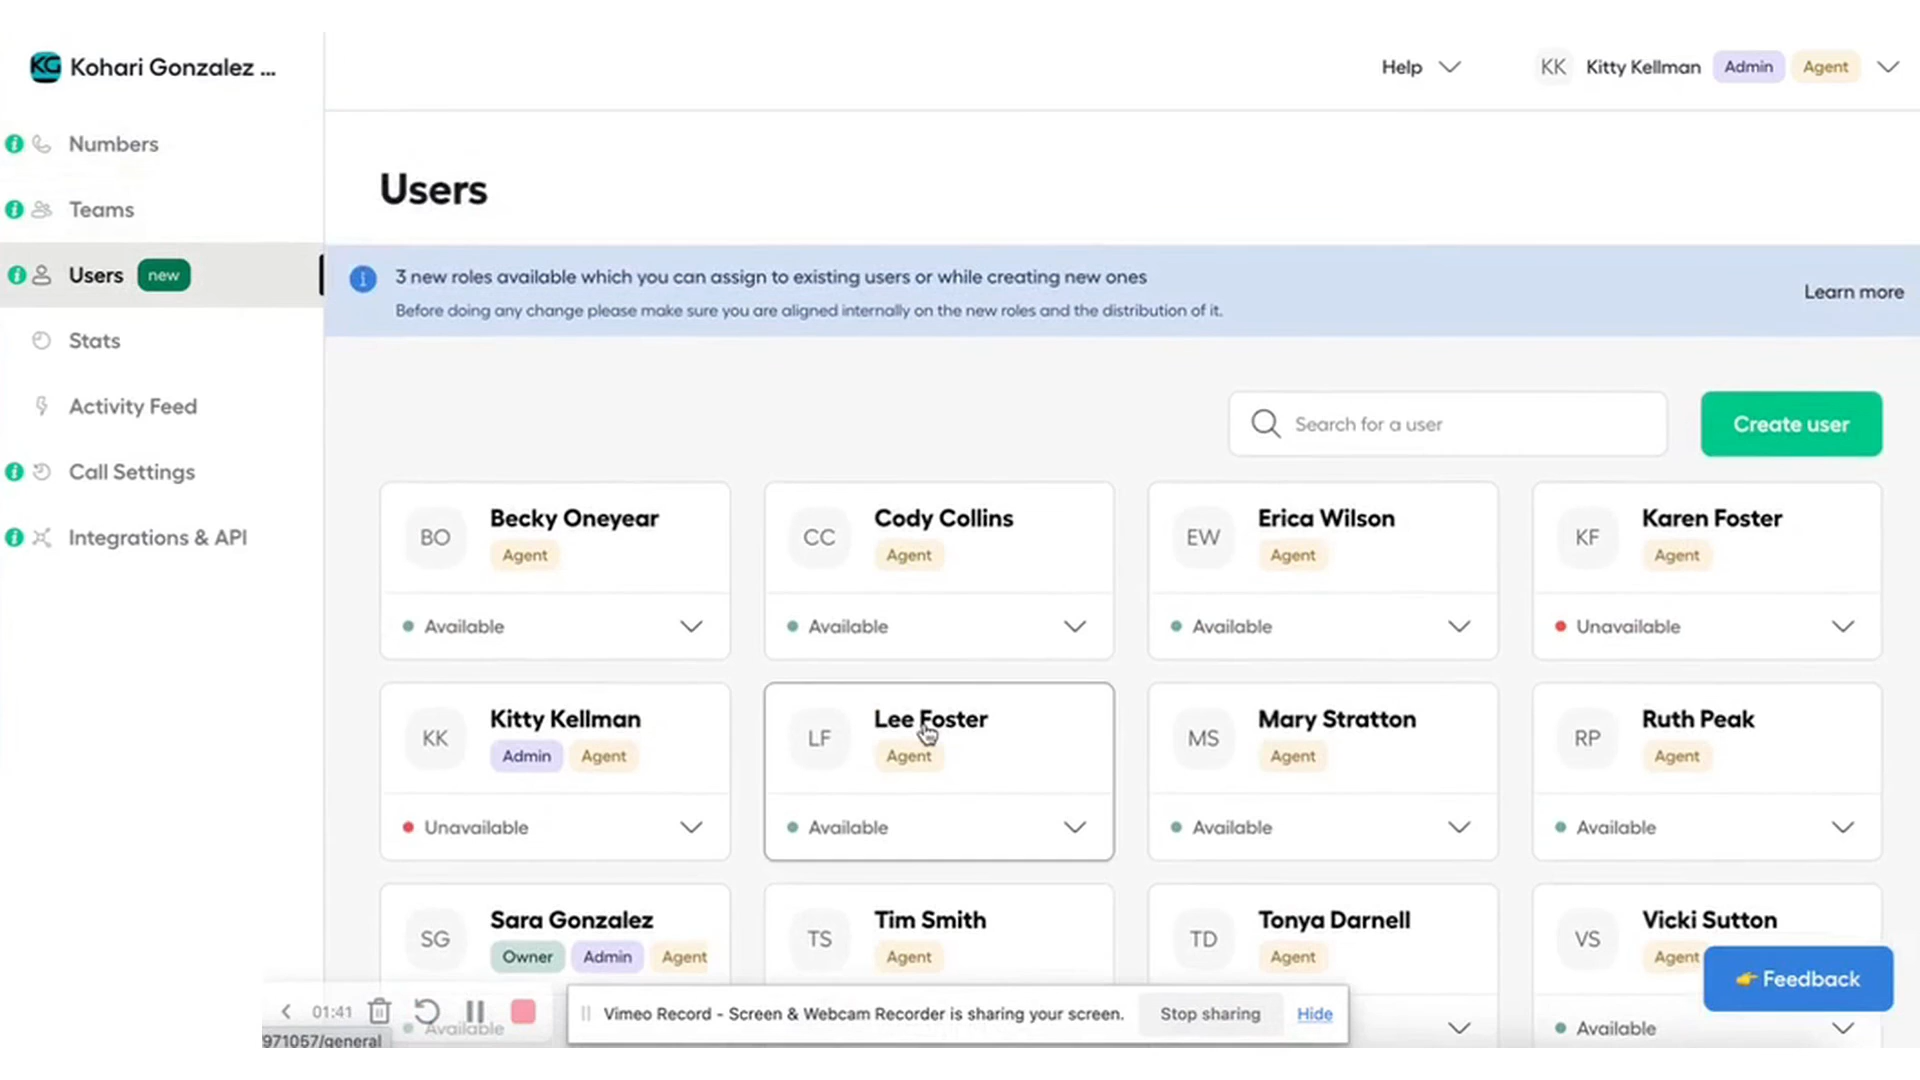 KG Kohari Gonzalez ...
Help
KK Kitty Kellman Admin Agent
Numbers
Teams
Users new
Stats
Activity Feed
Call Settings
Integrations & API
Users
3 new roles available which you can assign to existing users or while creating new ones
Before doing any change please make sure you are aligned internally on the new roles and the distribution of it.
Learn more
Search for a user
Create user
BO Becky Oneyear
Agent
Available
CC Cody Collins
Agent
Available
EW Erica Wilson
Agent
Available
KF Karen Foster
Agent
Unavailable
KK Kitty Kellman
Admin Agent
Unavailable
LF Lee Foster
Agent
Available
MS Mary Stratton
Agent
Available
RP Ruth Peak
Agent
Available
SG Sara Gonzalez
Owner Admin Agent
Available
TS Tim Smith
Agent
TD Tonya Darnell
Agent
VS Vicki Sutton
Agent
Available
👉 Feedback
01:41
Vimeo Record - Screen & Webcam Recorder is sharing your screen.
Stop sharing
Hide
971057/general